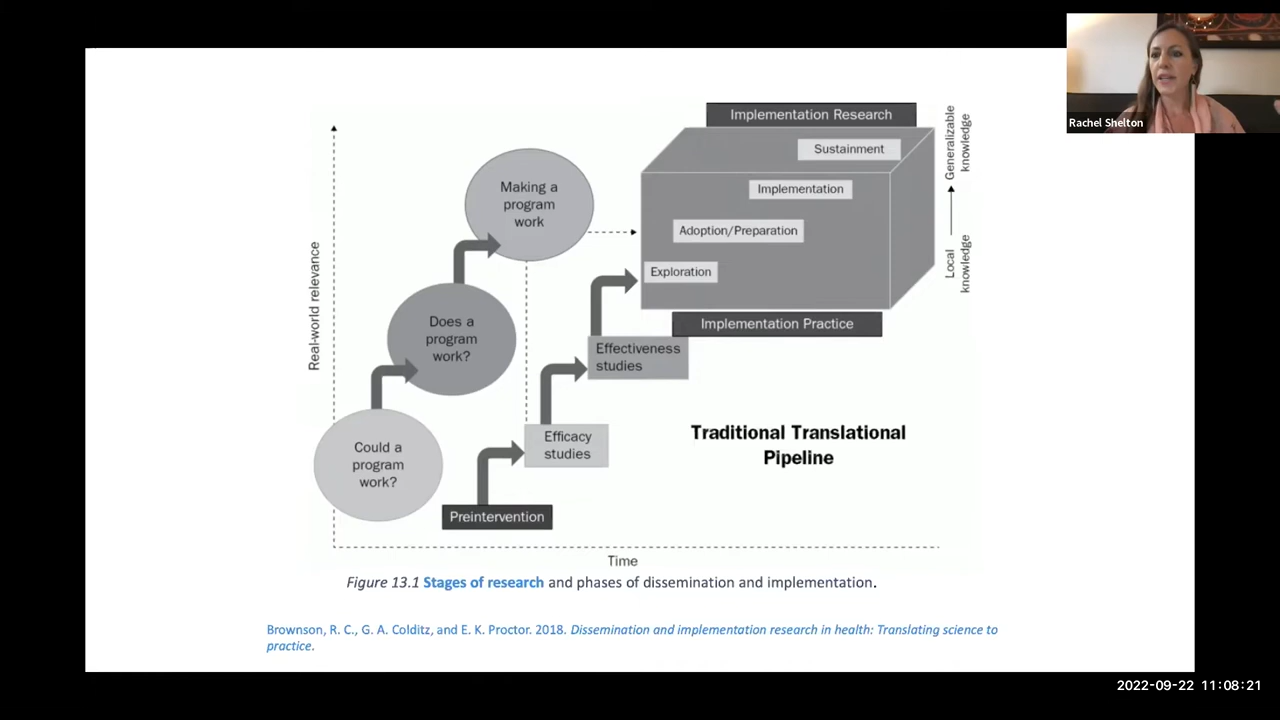 Rachel Shelton
Implementation Research
Sustainment
Implementation
Adoption/Preparation
Exploration
Implementation Practice
Generalizable
knowledge
Local
knowledge
Real-world relevance
Making a
program
work
Does a
program
work?
Could a
program
work?
Effectiveness
studies
Efficacy
studies
Preintervention
Traditional Translational
Pipeline
Time
Figure 13.1 Stages of research and phases of dissemination and implementation.
Brownson, R. C., G. A. Colditz, and E. K. Proctor. 2018. Dissemination and implementation research in health: Translating science to
practice.
2022-09-22 11:08:21